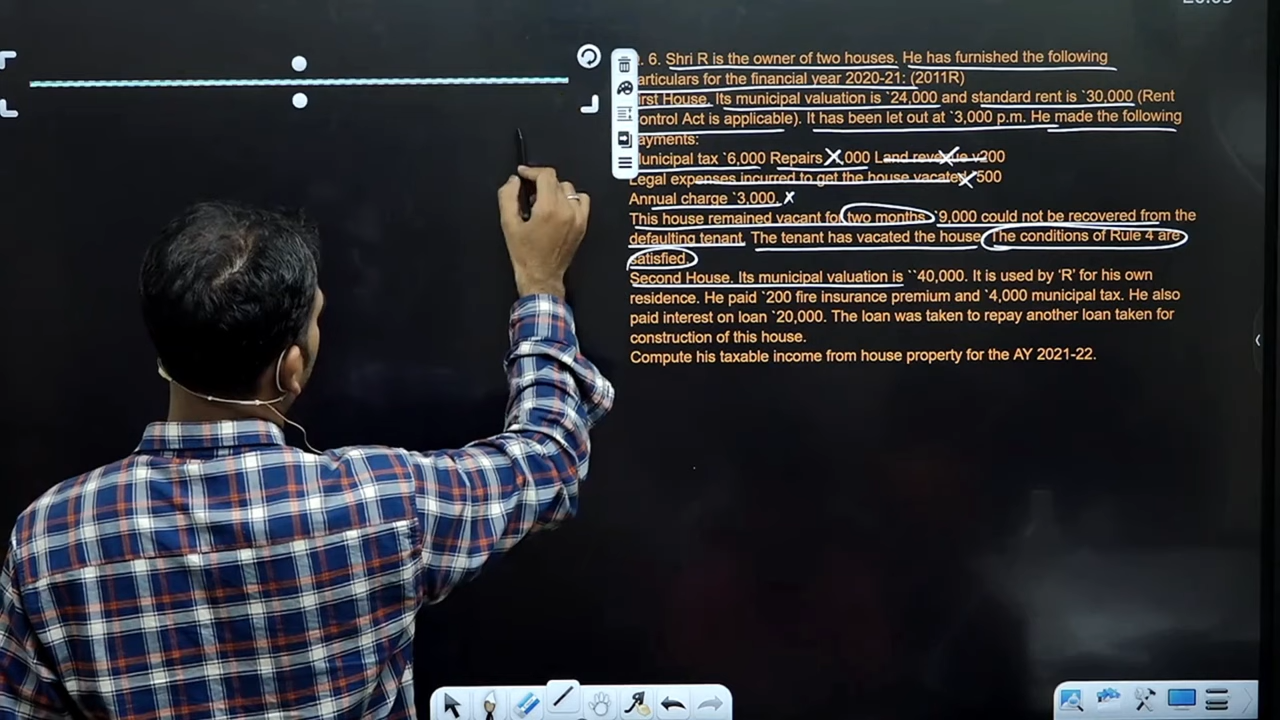 . 6. Shri R is the owner of two houses. He has furnished the following
articulars for the financial year 2020-21: (2011R)
irst House. Its municipal valuation is `24,000 and standard rent is `30,000 (Rent
ontrol Act is applicable). It has been let out at `3,000 p.m. He made the following
ayments:
unicipal tax `6,000 Repairs ,000 Land revenue 200
Legal expenses incurred to get the house vacated `500
Annual charge `3,000.
This house remained vacant for two months. `9,000 could not be recovered from the
defaulting tenant. The tenant has vacated the house. The conditions of Rule 4 are
satisfied.
Second House. Its municipal valuation is ``40,000. It is used by ‘R’ for his own
residence. He paid `200 fire insurance premium and `4,000 municipal tax. He also
paid interest on loan `20,000. The loan was taken to repay another loan taken for
construction of this house.
Compute his taxable income from house property for the AY 2021-22.